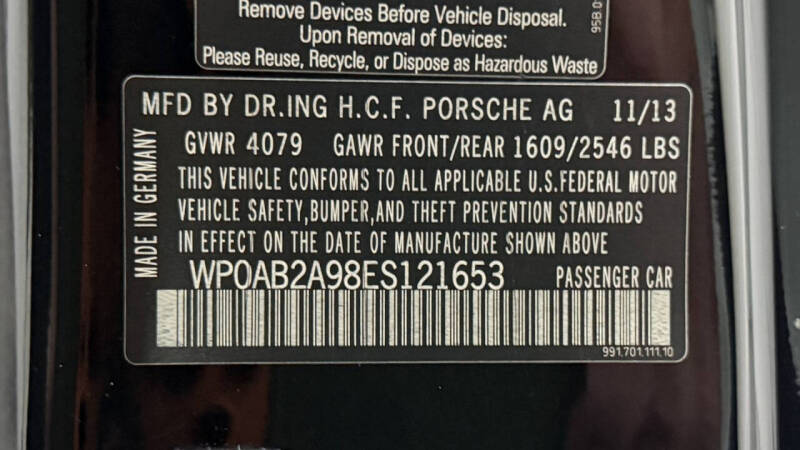 Remove Devices Before Vehicle Disposal.
Upon Removal of Devices:
Please Reuse, Recycle, or Dispose as Hazardous Waste
95B 0
MFD BY DR.ING H.C.F. PORSCHE AG 11/13
GVWR 4079 GAWR FRONT/REAR 1609/2546 LBS
THIS VEHICLE CONFORMS TO ALL APPLICABLE U.S.FEDERAL MOTOR
VEHICLE SAFETY,BUMPER,AND THEFT PREVENTION STANDARDS
IN EFFECT ON THE DATE OF MANUFACTURE SHOWN ABOVE
MADE IN GERMANY
WP0AB2A98ES121653 PASSENGER CAR
991.701.111.10